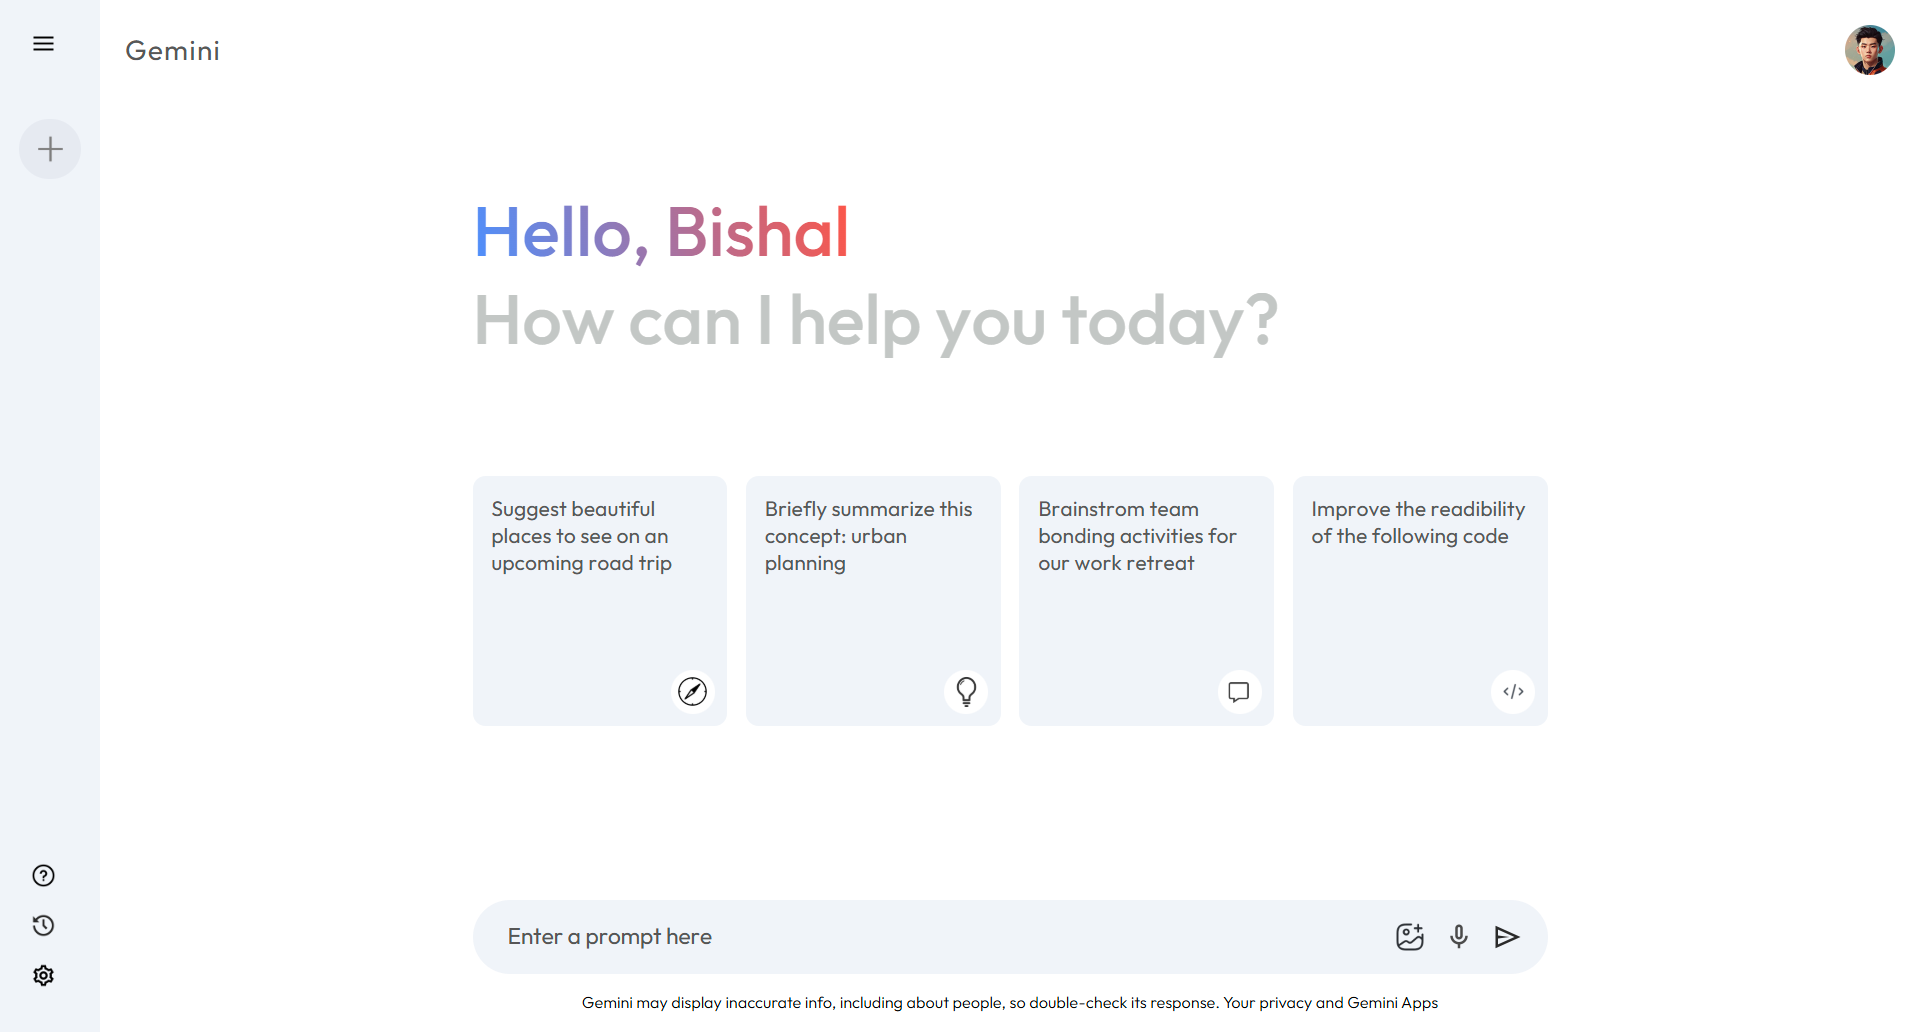 Gemini
Hello, Bishal
How can I help you today?
Suggest beautiful
places to see on an
upcoming road trip
Briefly summarize this
concept: urban
planning
Brainstrom team
bonding activities for
our work retreat
Improve the readibility
of the following code
Enter a prompt here
Gemini may display inaccurate info, including about people, so double-check its response. Your privacy and Gemini Apps